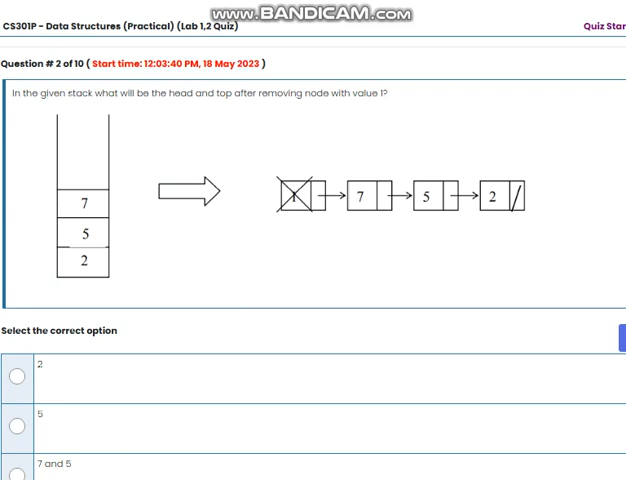 www.BANDICAM.com
CS301P - Data Structures (Practical) (Lab 1,2 Quiz)
Quiz Star
Question # 2 of 10 ( Start time: 12:03:40 PM, 18 May 2023 )
In the given stack what will be the head and top after removing node with value 1?
1 7 5 2
7
5
2
Select the correct option
2
5
7 and 5